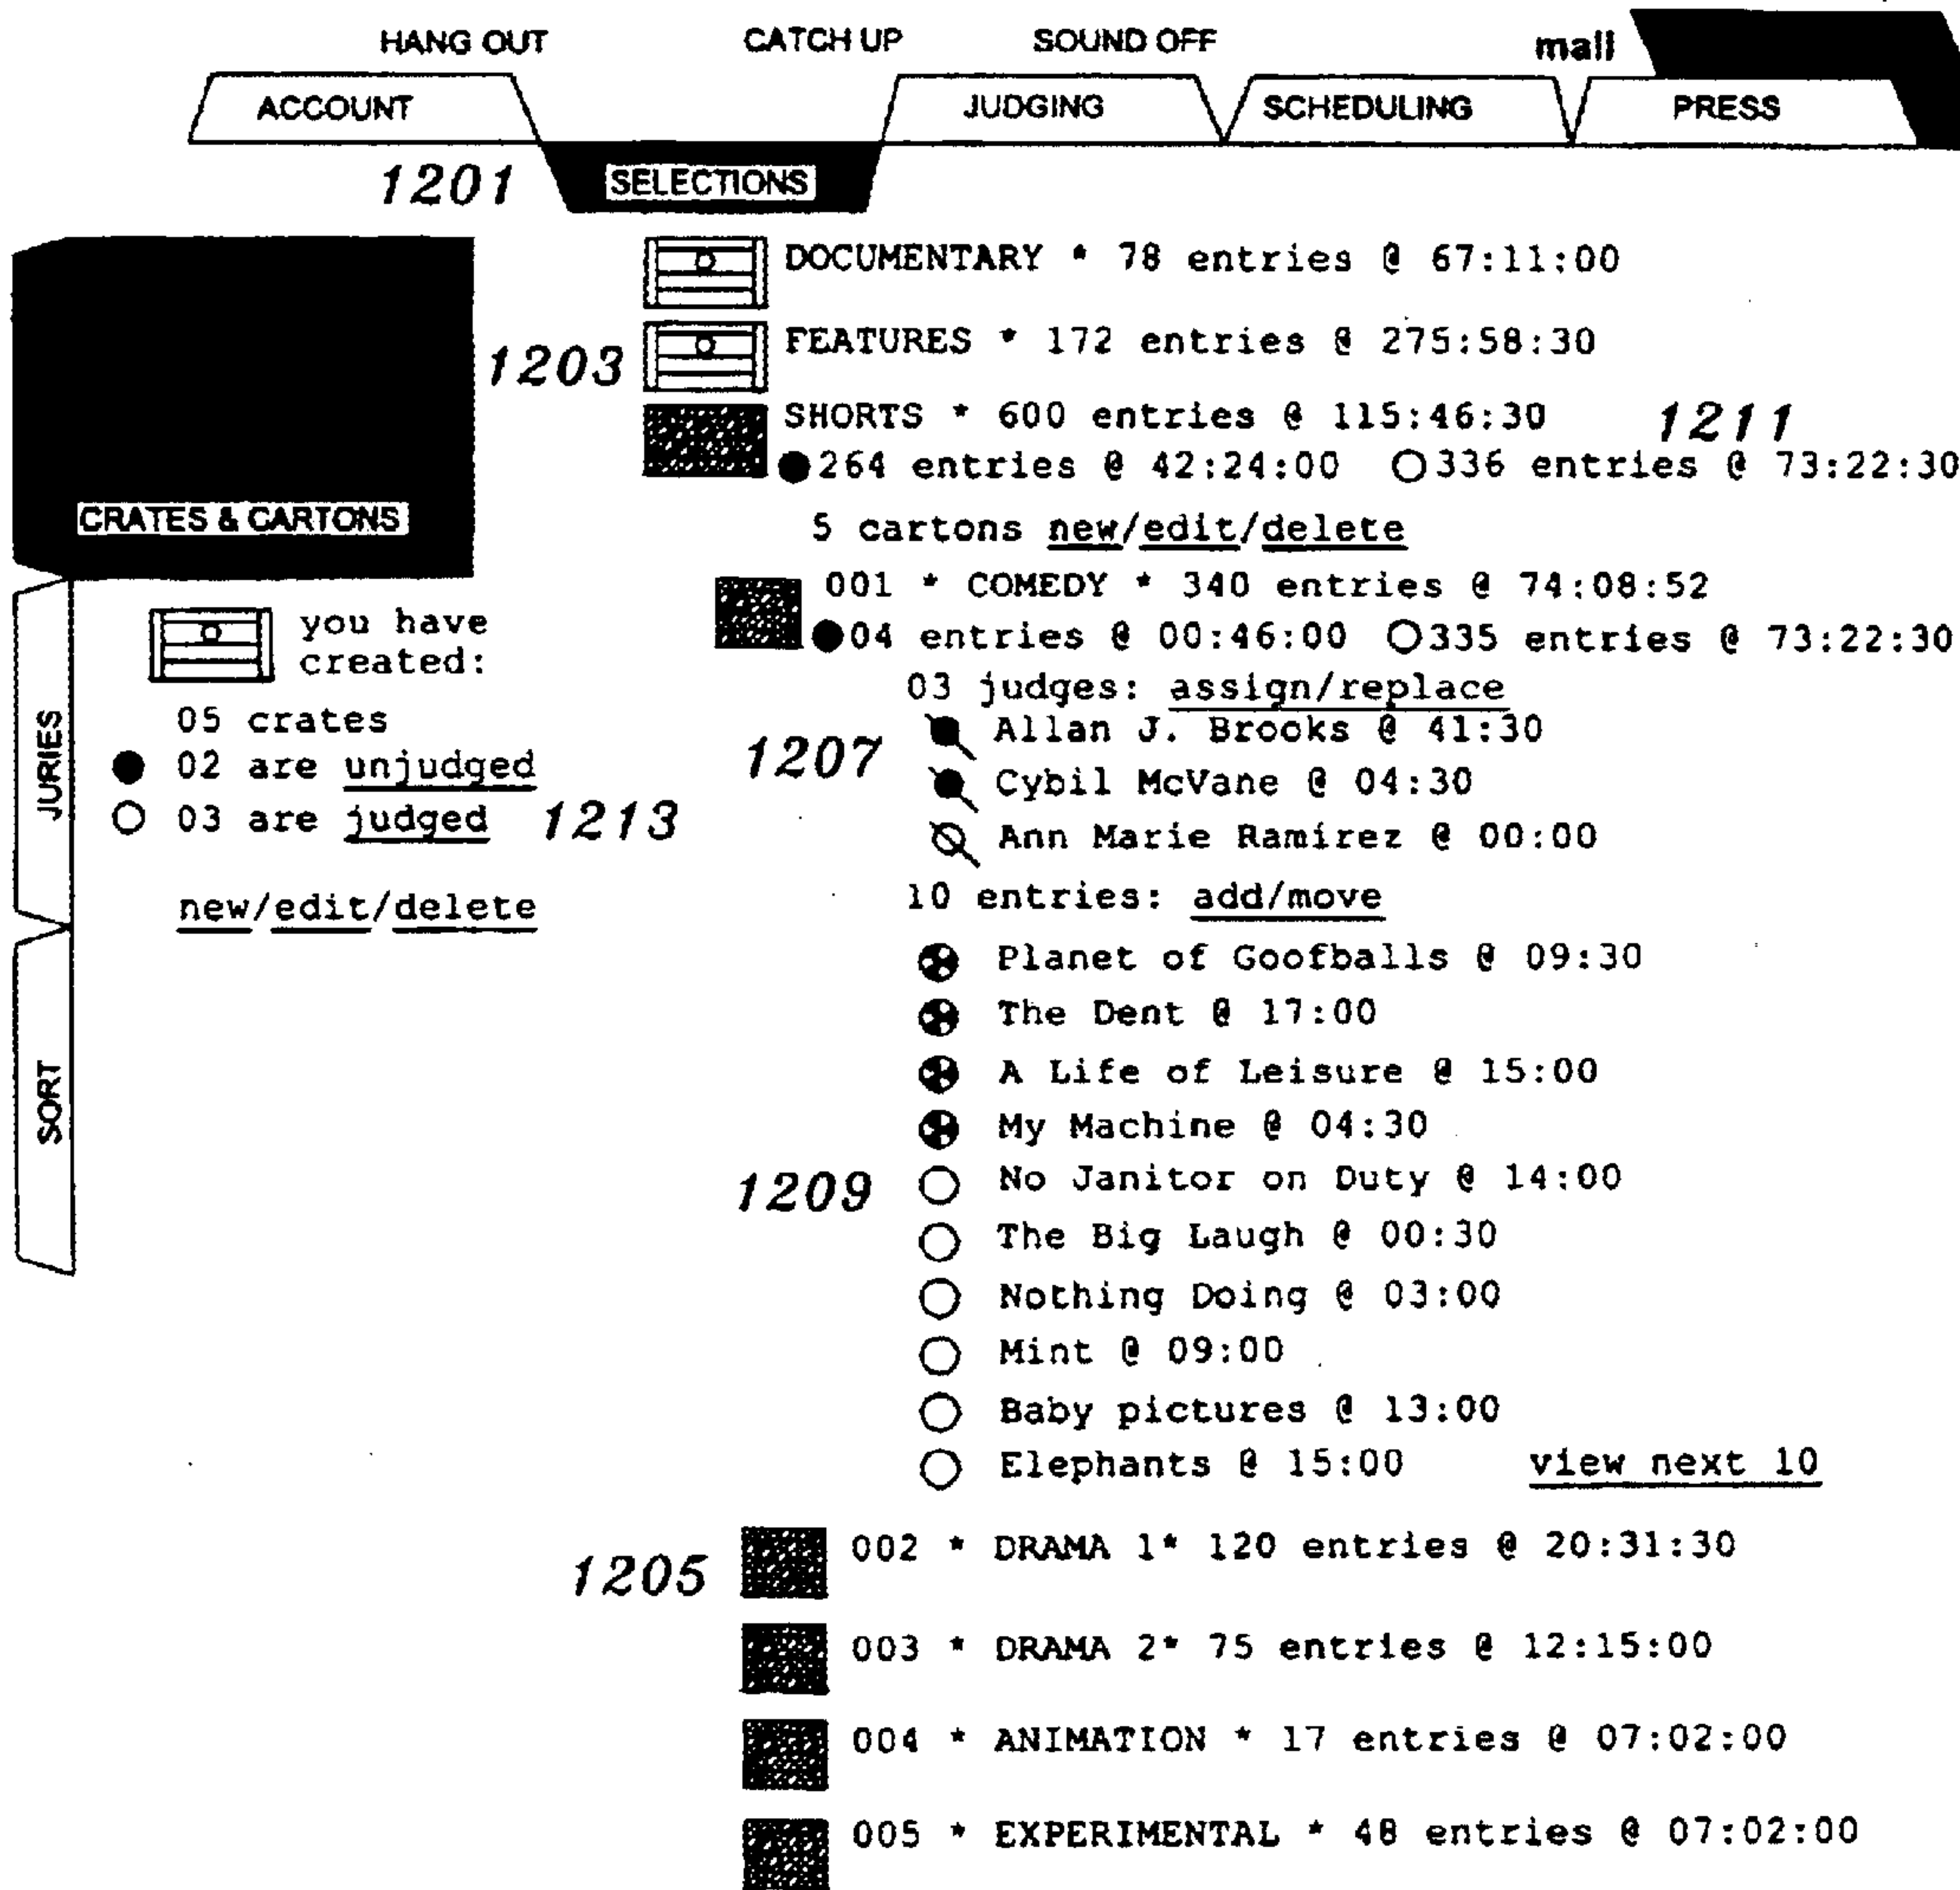 HANG OUT CATCH UP SOUND OFF mail
ACCOUNT JUDGING SCHEDULING PRESS
1201 SELECTIONS
DOCUMENTARY * 78 entries @ 67:11:00
1203 FEATURES * 172 entries @ 275:58:30
SHORTS * 600 entries @ 115:46:30 1211
264 entries @ 42:24:00 336 entries @ 73:22:30
CRATES & CARTONS
5 cartons new/edit/delete
001 * COMEDY * 340 entries @ 74:08:52
04 entries @ 00:46:00 335 entries @ 73:22:30
you have
created:
05 crates
02 are unjudged
03 are judged 1213
new/edit/delete
JURIES
SORT
03 judges: assign/replace
1207 Allan J. Brooks @ 41:30
Cybil McVane @ 04:30
Ann Marie Ramirez @ 00:00
10 entries: add/move
Planet of Goofballs @ 09:30
The Dent @ 17:00
A Life of Leisure @ 15:00
My Machine @ 04:30
1209 No Janitor on Duty @ 14:00
The Big Laugh @ 00:30
Nothing Doing @ 03:00
Mint @ 09:00
Baby pictures @ 13:00
Elephants @ 15:00 view next 10
1205 002 * DRAMA 1* 120 entries @ 20:31:30
003 * DRAMA 2* 75 entries @ 12:15:00
004 * ANIMATION * 17 entries @ 07:02:00
005 * EXPERIMENTAL * 48 entries @ 07:02:00